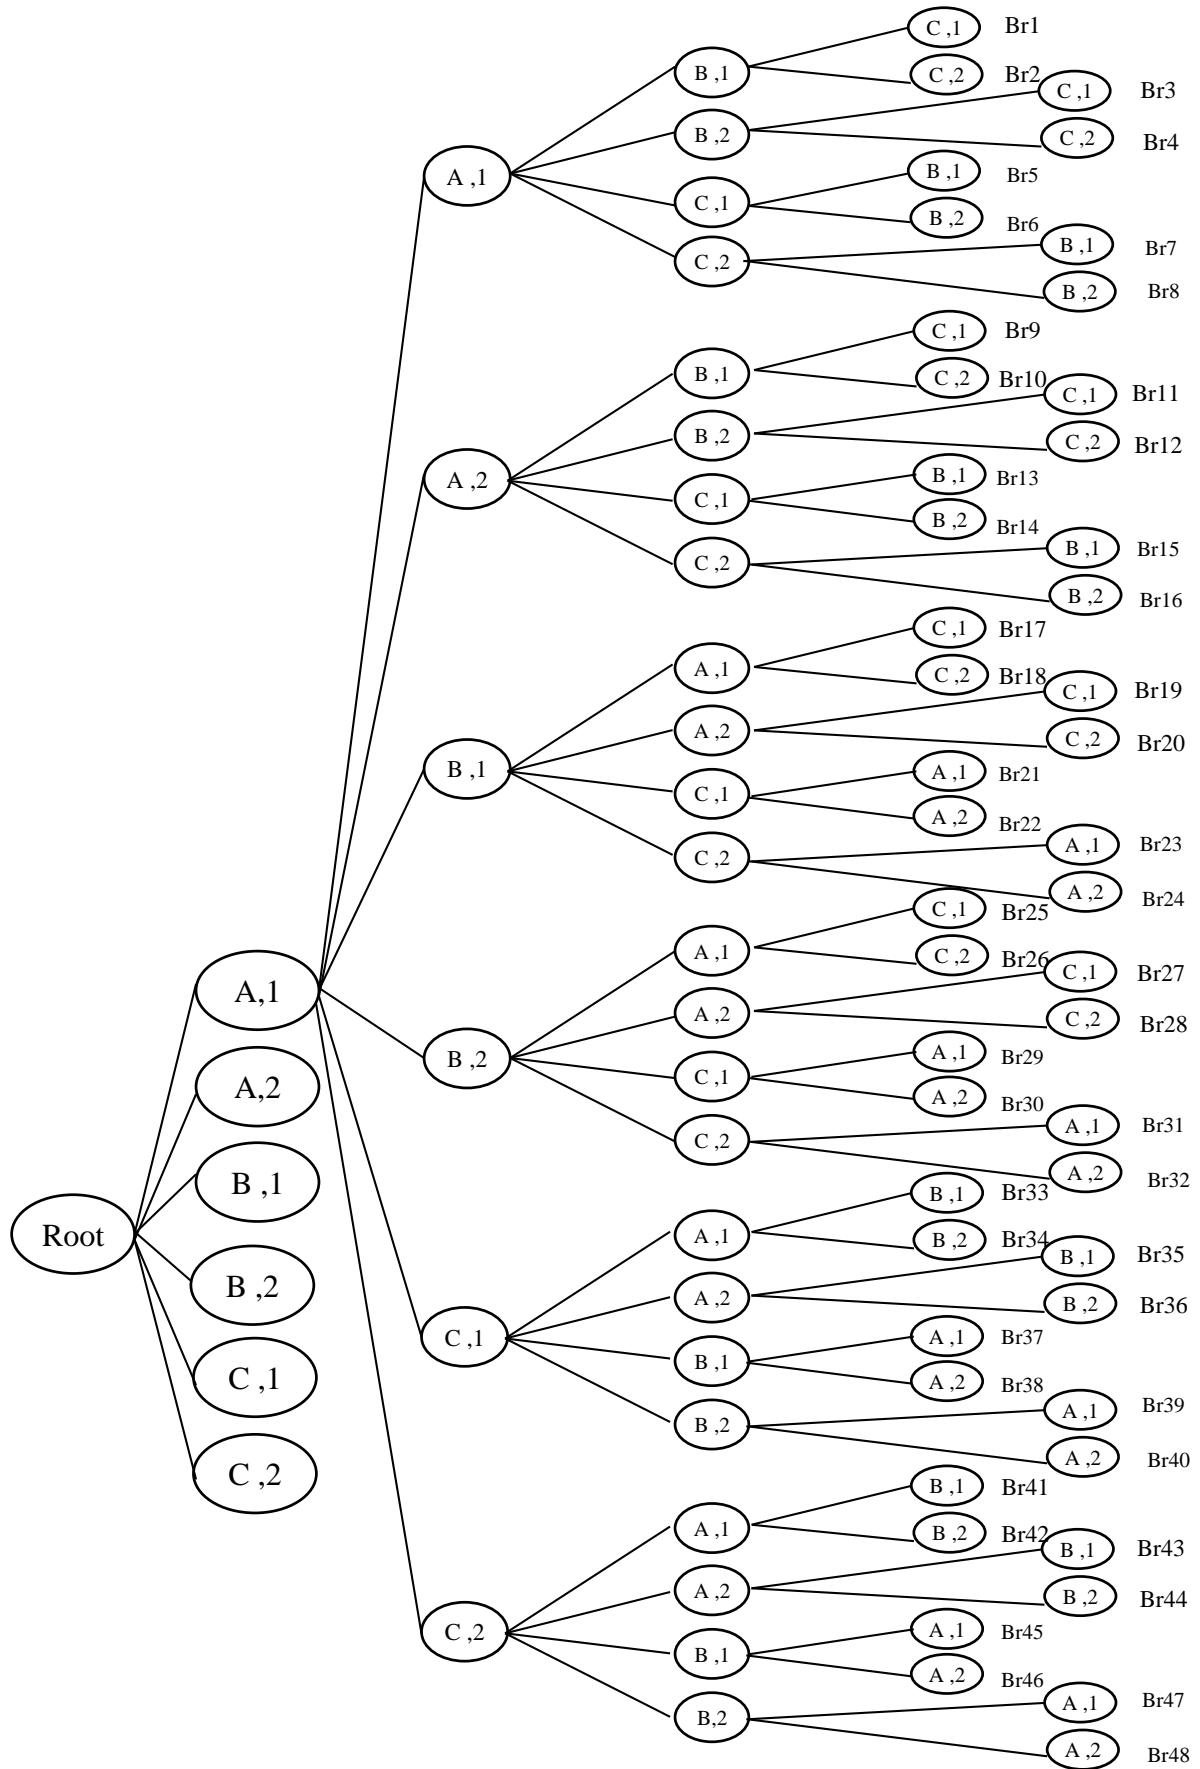 C ,1 Br1
B ,1
C ,2 Br2
C ,1 Br3
B ,2
C ,2 Br4
A ,1
B ,1 Br5
C ,1
B ,2 Br6
B ,1 Br7
C ,2
B ,2 Br8
C ,1 Br9
B ,1
C ,2 Br10
C ,1 Br11
B ,2
C ,2 Br12
A ,2
B ,1 Br13
C ,1
B ,2 Br14
B ,1 Br15
C ,2
B ,2 Br16
C ,1 Br17
A ,1
C ,2 Br18
C ,1 Br19
A ,2
C ,2 Br20
B ,1
A ,1 Br21
C ,1
A ,2 Br22
A ,1 Br23
C ,2
A ,2 Br24
C ,1 Br25
A ,1
C ,2 Br26
A,1
C ,1 Br27
A ,2
C ,2 Br28
B ,2
A ,1 Br29
C ,1
A,2
A ,2 Br30
A ,1 Br31
C ,2
A ,2 Br32
B ,1
B ,1 Br33
Root
A ,1
B ,2 Br34
B ,1 Br35
B ,2
A ,2
B ,2 Br36
C ,1
A ,1 Br37
B ,1
C ,1
A ,2 Br38
A ,1 Br39
B ,2
A ,2 Br40
C ,2
B ,1 Br41
A ,1
B ,2 Br42
B ,1 Br43
A ,2
B ,2 Br44
C ,2
A ,1 Br45
B ,1
A ,2 Br46
A ,1 Br47
B,2
A ,2 Br48